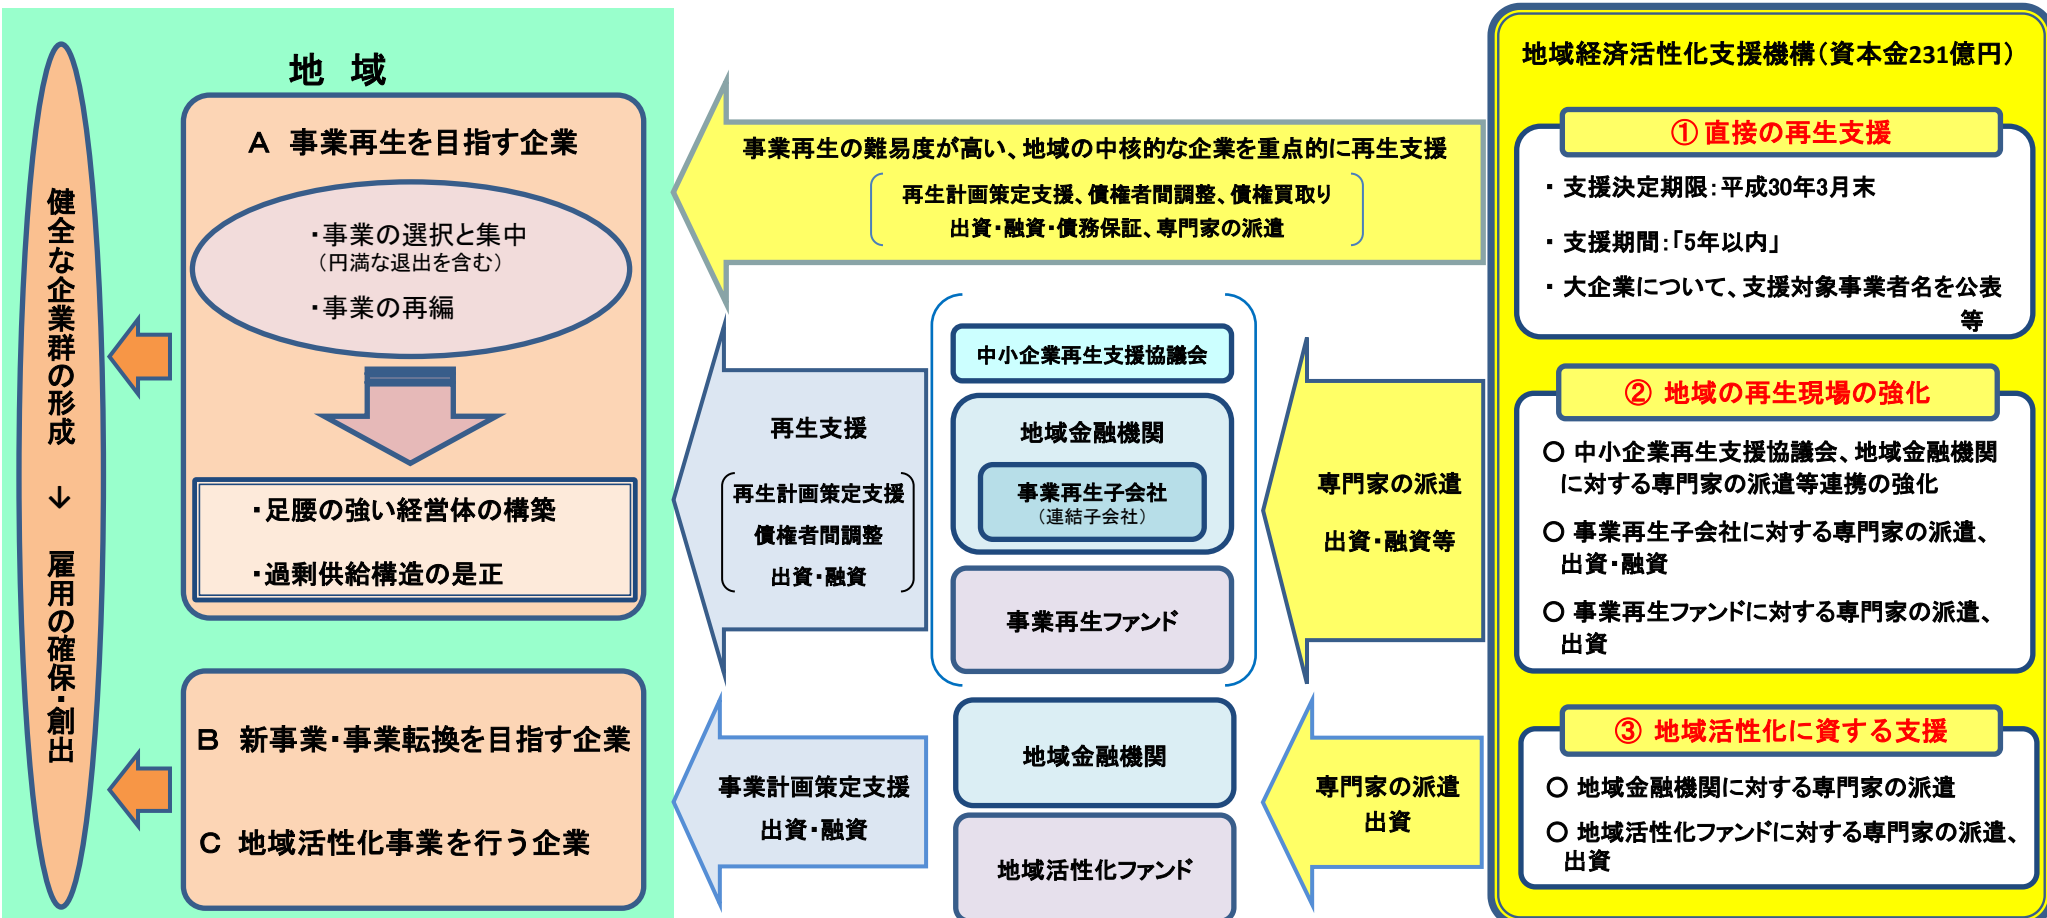 地 域
健全な企業群の形成 ↓ 雇用の確保・創出
A 事業再生を目指す企業
・事業の選択と集中
（円満な退出を含む）
・事業の再編
・足腰の強い経営体の構築
・過剰供給構造の是正
B 新事業・事業転換を目指す企業
C 地域活性化事業を行う企業
事業再生の難易度が高い、地域の中核的な企業を重点的に再生支援
再生計画策定支援、債権者間調整、債権買取り
出資・融資・債務保証、専門家の派遣
再生支援
再生計画策定支援
債権者間調整
出資・融資
中小企業再生支援協議会
地域金融機関
事業再生子会社
（連結子会社）
事業再生ファンド
専門家の派遣
出資・融資等
事業計画策定支援
出資・融資
地域金融機関
地域活性化ファンド
専門家の派遣
出資
地域経済活性化支援機構（資本金231億円）
① 直接の再生支援
・ 支援決定期限：平成30年3月末
・ 支援期間：「5年以内」
・ 大企業について、支援対象事業者名を公表
等
② 地域の再生現場の強化
○ 中小企業再生支援協議会、地域金融機関
に対する専門家の派遣等連携の強化
○ 事業再生子会社に対する専門家の派遣、
出資・融資
○ 事業再生ファンドに対する専門家の派遣、
出資
③ 地域活性化に資する支援
○ 地域金融機関に対する専門家の派遣
○ 地域活性化ファンドに対する専門家の派遣、
出資